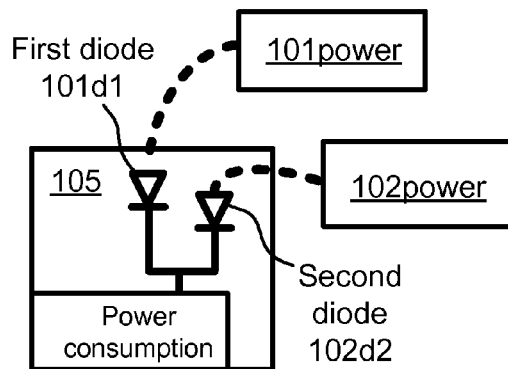 First diode
101d1
101power
105
102power
Second
diode
102d2
Power
consumption